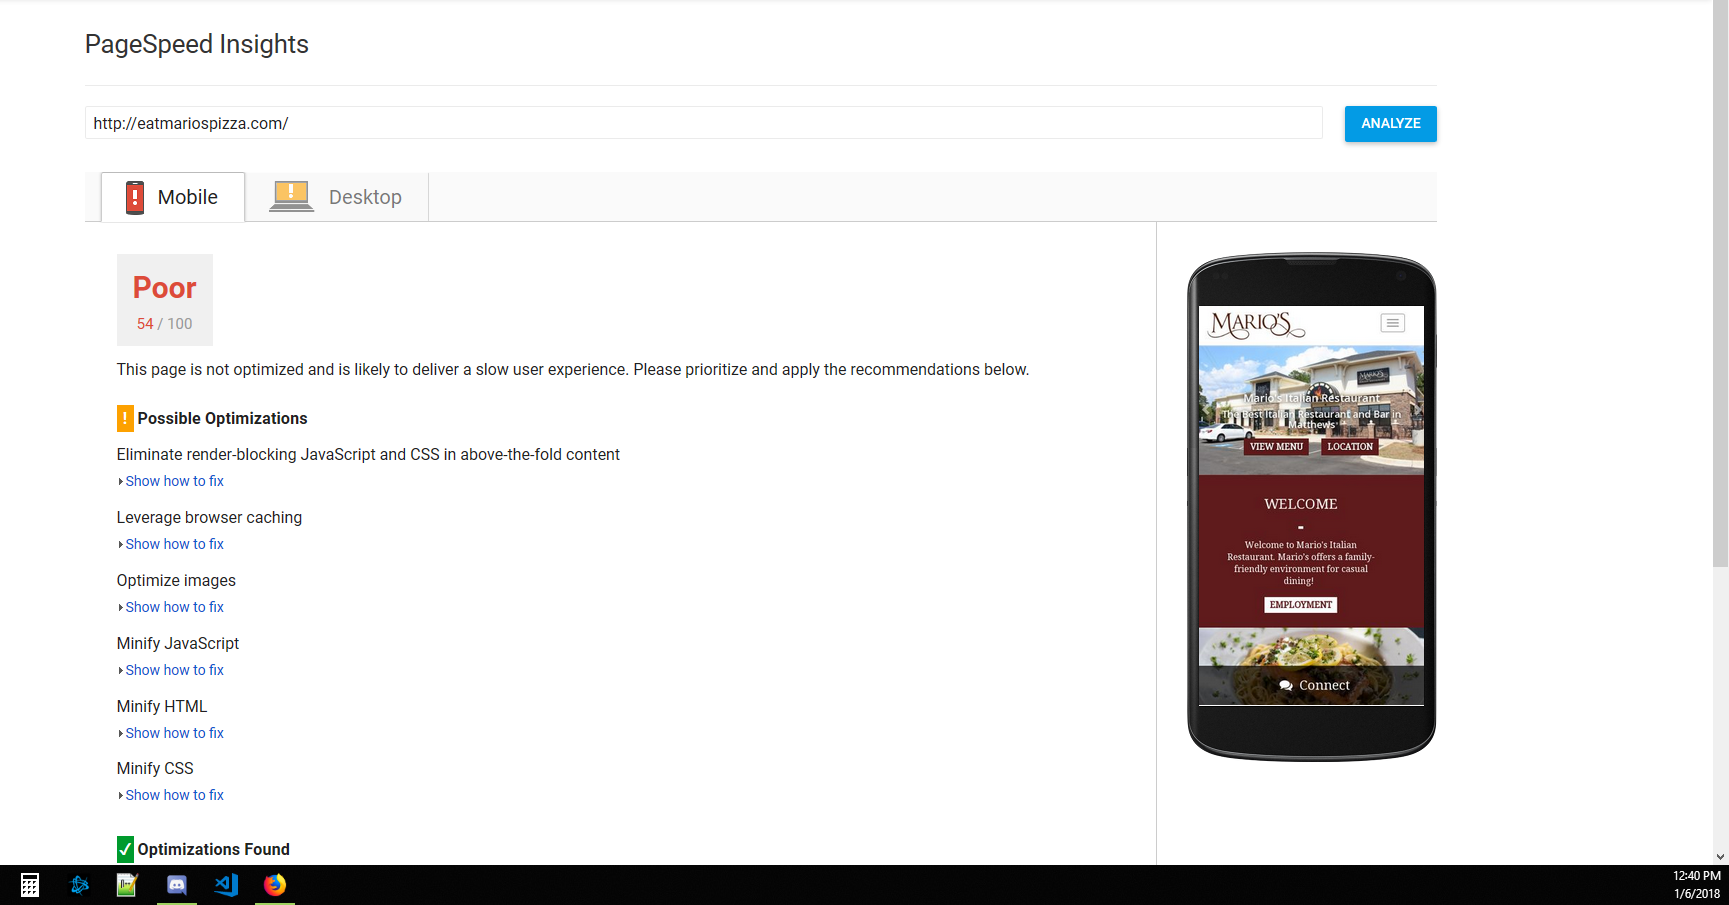 PageSpeed Insights
http://eatmariospizza.com/
ANALYZE
Mobile
Desktop
Poor
54 / 100
This page is not optimized and is likely to deliver a slow user experience. Please prioritize and apply the recommendations below.
! Possible Optimizations
Eliminate render-blocking JavaScript and CSS in above-the-fold content
Show how to fix
Leverage browser caching
Show how to fix
Optimize images
Show how to fix
Minify JavaScript
Show how to fix
Minify HTML
Show how to fix
Minify CSS
Show how to fix
Optimizations Found
MARIO'S
MARIO'S
Mario's Italian Restaurant
The Best Italian Restaurant and Bar in
Matthews
VIEW MENU
LOCATION
WELCOME
-
Welcome to Mario's Italian
Restaurant. Mario's offers a family-
friendly environment for casual
dining!
EMPLOYMENT
Connect
12:40 PM
1/6/2018